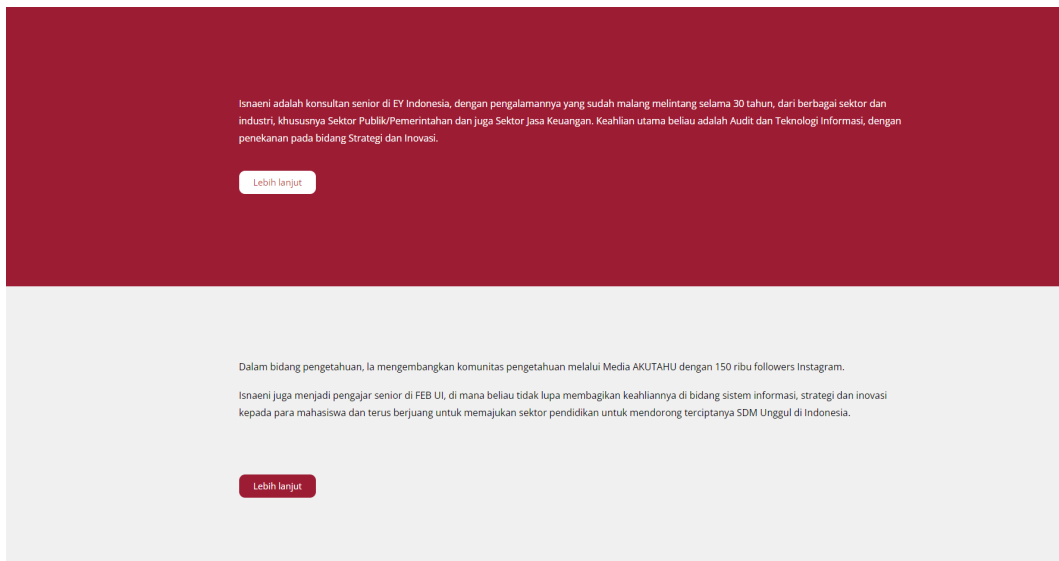 Isnaeni adalah konsultan senior di EY Indonesia, dengan pengalamannya yang sudah malang melintang selama 30 tahun, dari berbagai sektor dan
industri, khususnya Sektor Publik/Pemerintahan dan juga Sektor Jasa Keuangan. Keahlian utama beliau adalah Audit dan Teknologi Informasi, dengan
penekanan pada bidang Strategi dan Inovasi.
Lebih lanjut
Dalam bidang pengetahuan, Ia mengembangkan komunitas pengetahuan melalui Media AKUTAHU dengan 150 ribu followers Instagram.
Isnaeni juga menjadi pengajar senior di FEB UI, di mana beliau tidak lupa membagikan keahliannya di bidang sistem informasi, strategi dan inovasi
kepada para mahasiswa dan terus berjuang untuk memajukan sektor pendidikan untuk mendorong terciptanya SDM Unggul di Indonesia.
Lebih lanjut